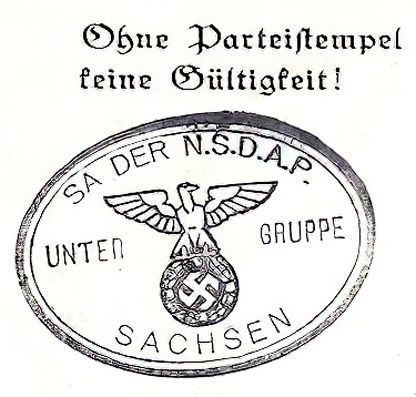 Ohne Parteistempel
keine Gültigkeit!
SA DER N.S.D.A.P.
UNTER GRUPPE
SACHSEN